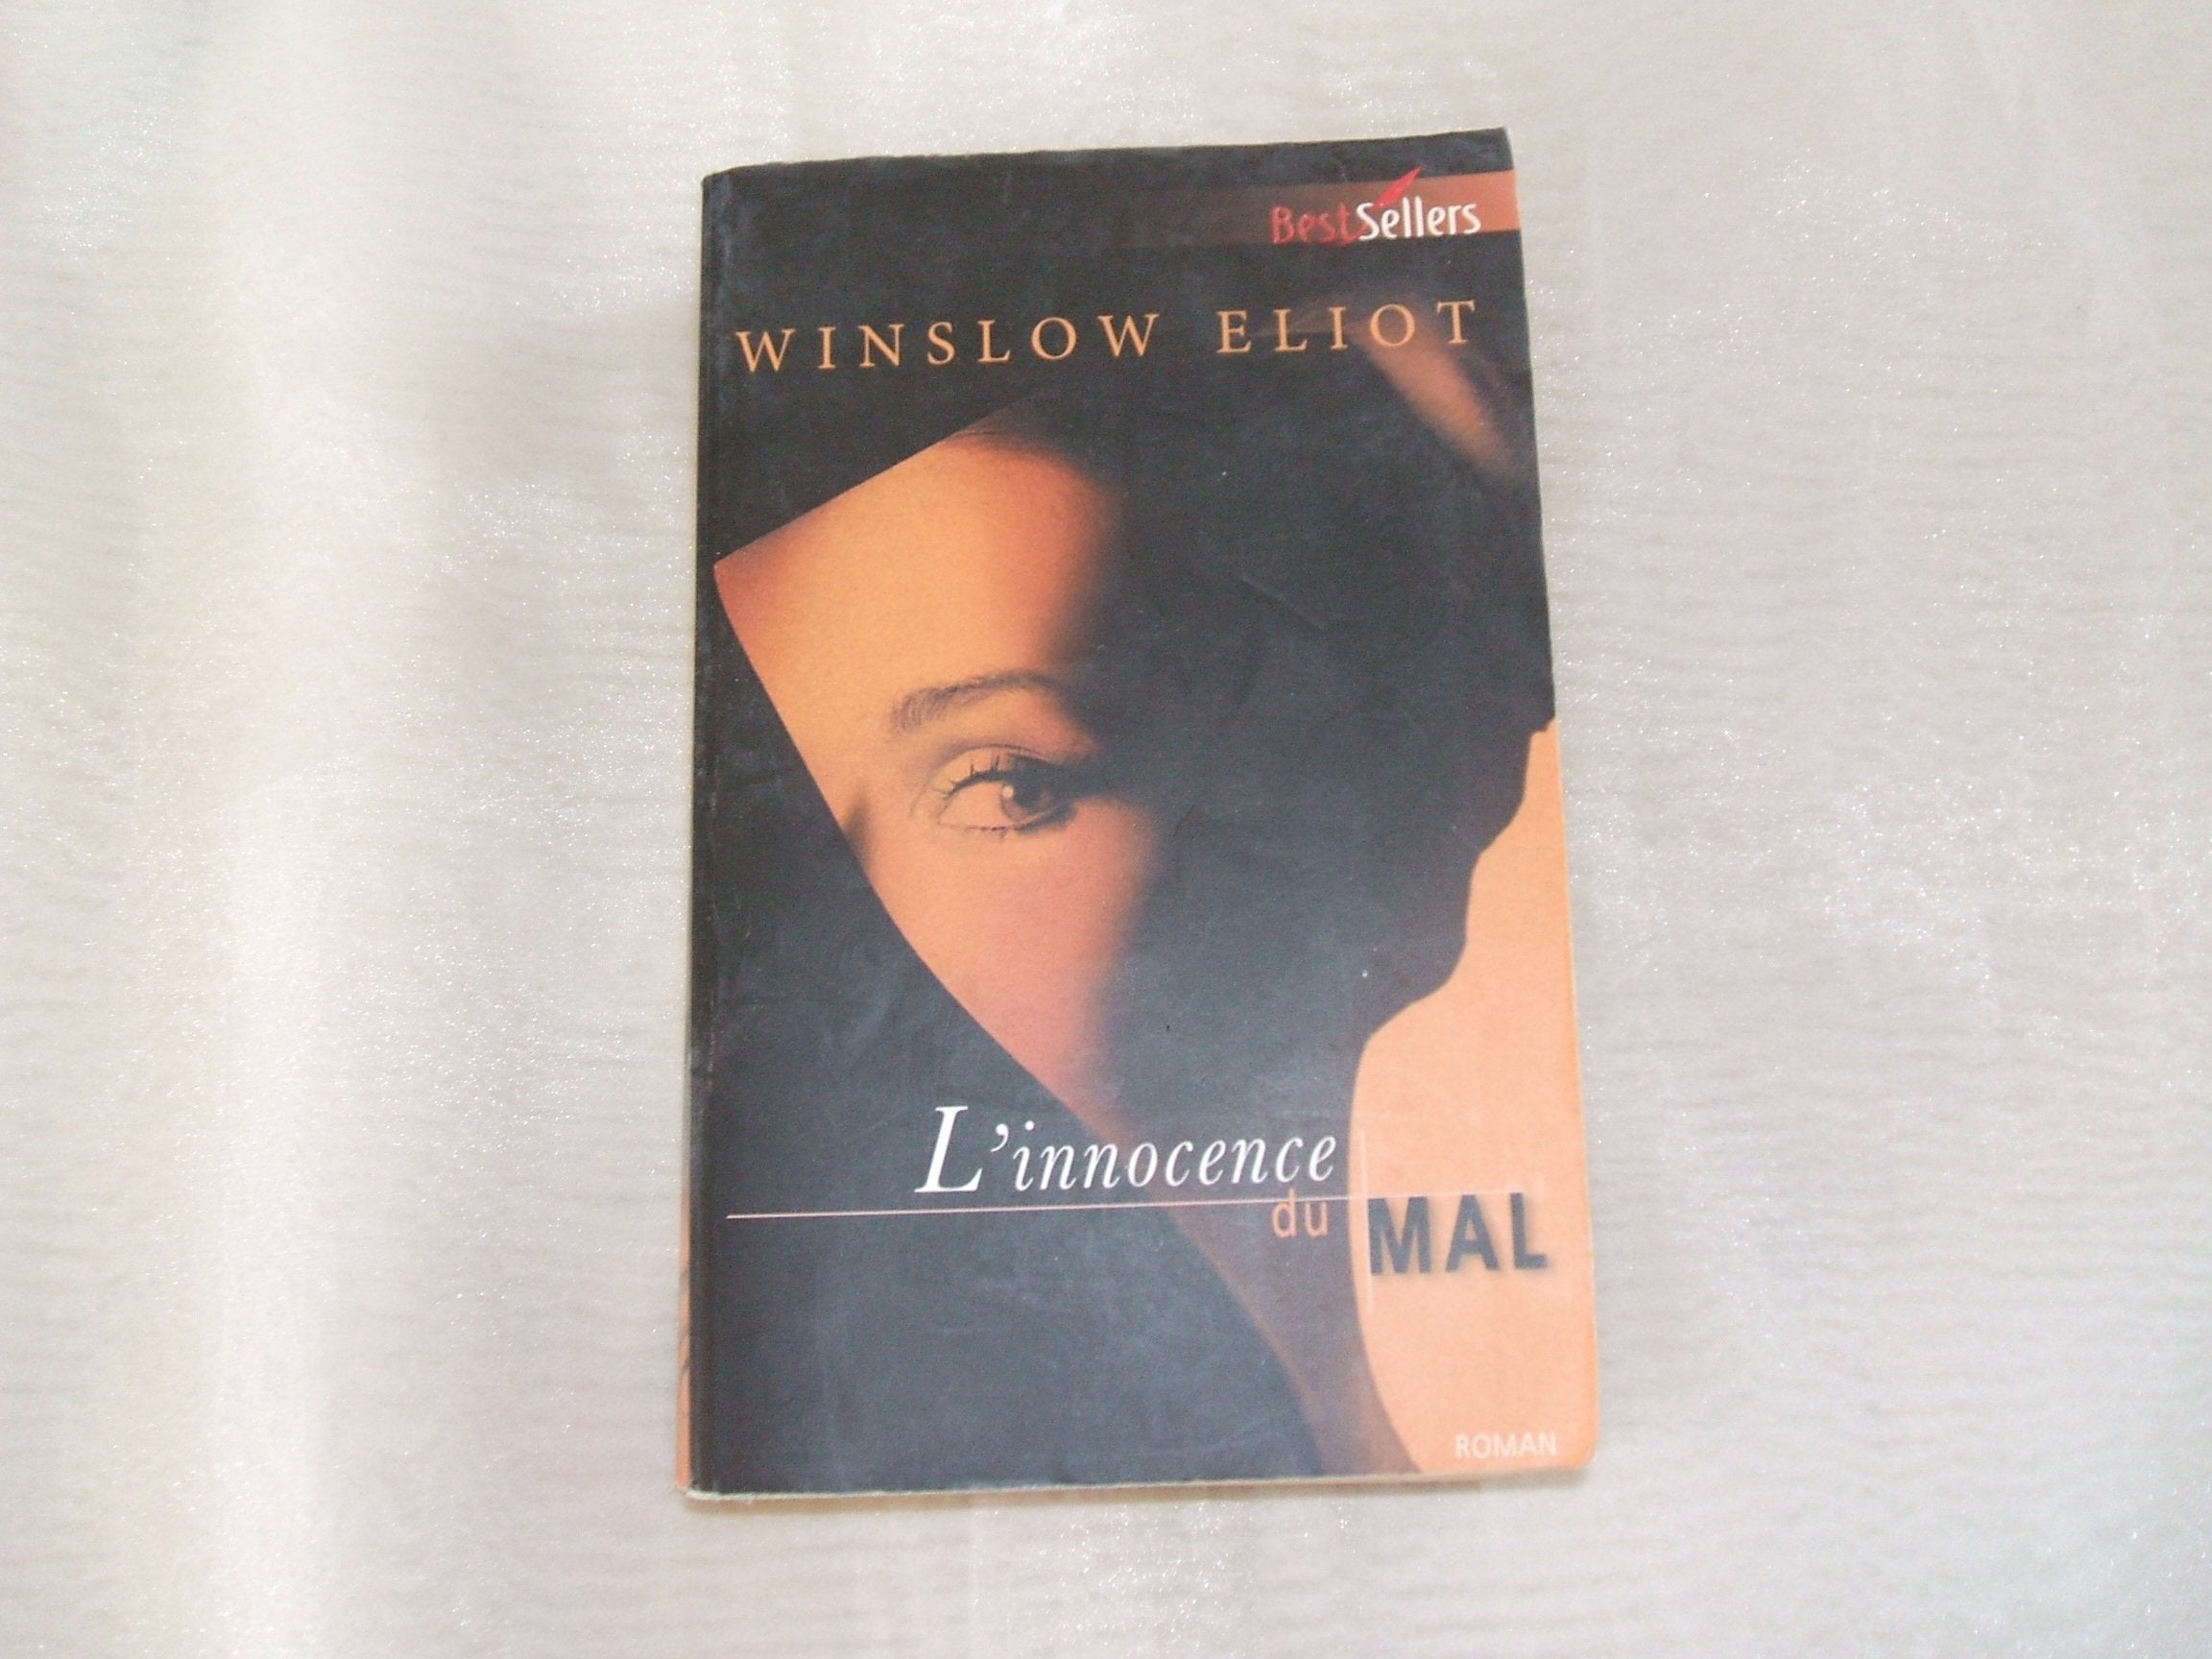 BestSellers
WINSLOW ELIOT
L'innocence
du MAL
ROMAN